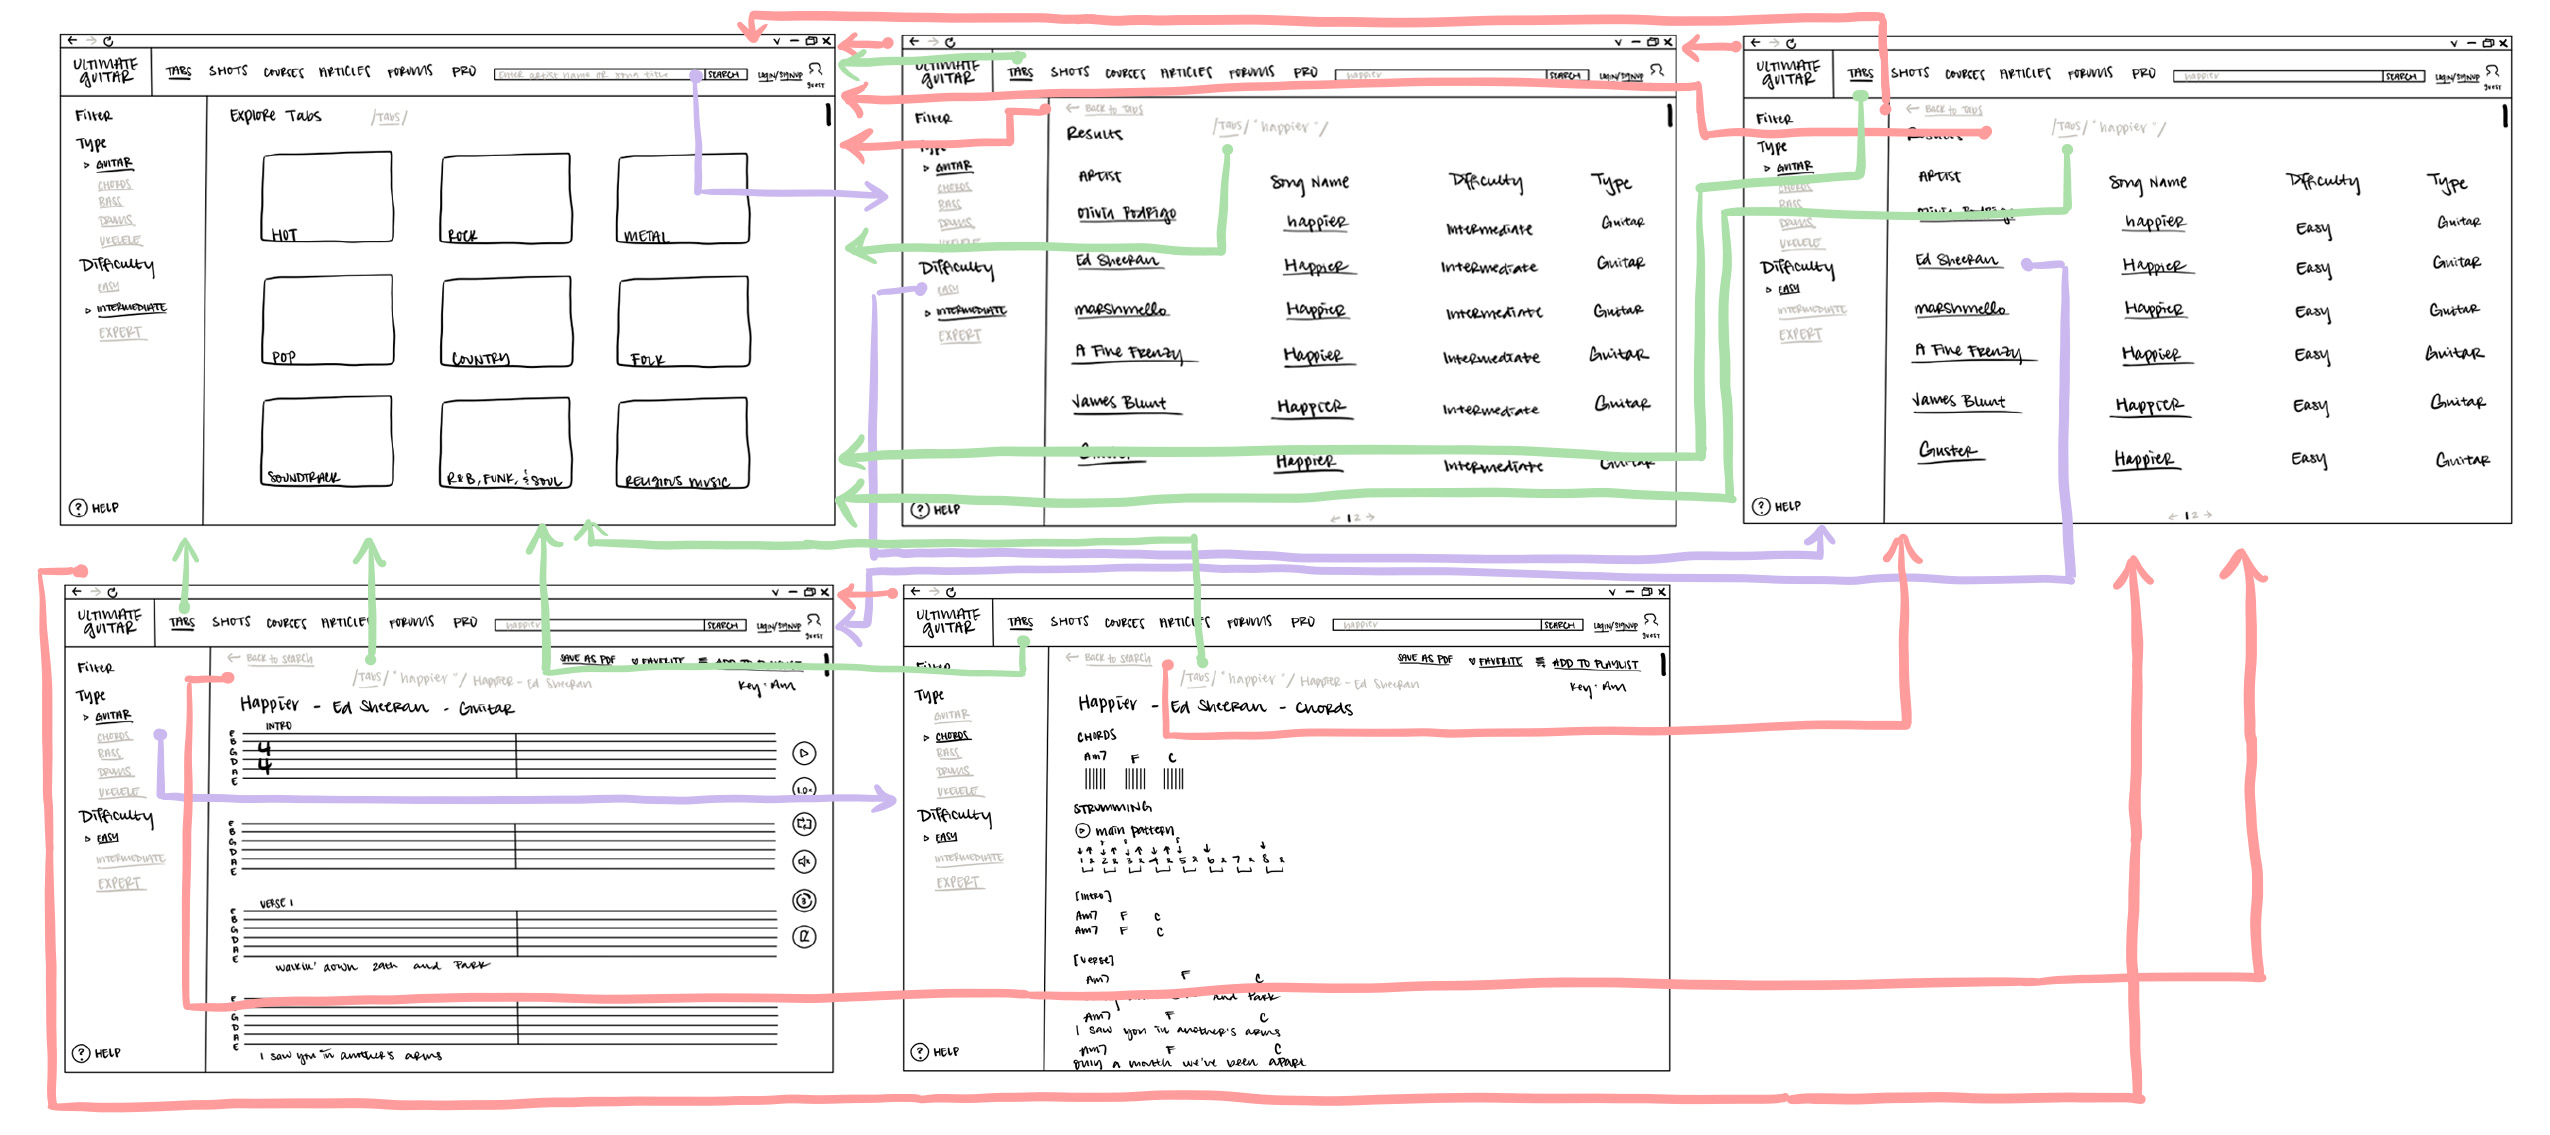 ULTIMATE GUITAR
TABS SHOTS COURSES ARTICLES FORUMS PRO
Enter artist name or song title SEARCH LOGIN/SIGNUP
GUEST
Filter
Type
GUITAR
CHORDS
BASS
DRUMS
UKELELE
Difficulty
EASY
INTERMEDIATE
EXPERT
? HELP
Explore Tabs /Tabs/
HOT ROCK METAL
POP COUNTRY FOLK
SOUNDTRACK R&B, FUNK, & SOUL RELIGIOUS MUSIC
ULTIMATE GUITAR
TABS SHOTS COURSES ARTICLES FORUMS PRO
happier SEARCH LOGIN/SIGNUP
Filter
Type
GUITAR
CHORDS
BASS
DRUMS
UKELELE
Difficulty
EASY
INTERMEDIATE
EXPERT
? HELP
← Back to Tabs
Results /Tabs/"happier"/
ARTIST Song Name Difficulty Type
Olivia Rodrigo happier Intermediate Guitar
Ed Sheeran Happier Intermediate Guitar
marshmello Happier Intermediate Guitar
A Fine Frenzy Happier Intermediate Guitar
James Blunt Happier Intermediate Guitar
Happier Intermediate Guitar
← 1 2 →
ULTIMATE GUITAR
TABS SHOTS COURSES ARTICLES FORUMS PRO
happier SEARCH LOGIN/SIGNUP
GUEST
Filter
Type
GUITAR
CHORDS
BASS
DRUMS
UKELELE
Difficulty
EASY
INTERMEDIATE
EXPERT
? HELP
← Back to Tabs
Results /Tabs/"happier"/
ARTIST Song Name Difficulty Type
Olivia Rodrigo happier Easy Guitar
Ed Sheeran Happier Easy Guitar
marshmello Happier Easy Guitar
A Fine Frenzy Happier Easy Guitar
James Blunt Happier Easy Guitar
Guster Happier Easy Guitar
← 1 2 →
ULTIMATE GUITAR
TABS SHOTS COURSES ARTICLES FORUMS PRO
happier SEARCH LOGIN/SIGNUP
GUEST
Filter
Type
GUITAR
CHORDS
BASS
DRUMS
UKELELE
Difficulty
EASY
INTERMEDIATE
EXPERT
? HELP
← Back to search SAVE AS PDF FAVORITE ADD TO PLAYLIST
/Tabs/"happier"/Happier - Ed Sheeran Key: Am
Happier - Ed Sheeran - Guitar
INTRO
E
B
G
D
A
E
4
4
1.0x
E
B
G
D
A
E
VERSE 1
E
B
G
D
A
E
walkin' down 29th and Park
E
G
D
A
E
I saw you in another's arms
3
ULTIMATE GUITAR
TABS SHOTS COURSES ARTICLES FORUMS PRO
happier SEARCH LOGIN/SIGNUP
GUEST
Filter
Type
GUITAR
CHORDS
BASS
DRUMS
UKELELE
Difficulty
EASY
INTERMEDIATE
EXPERT
? HELP
← Back to search SAVE AS PDF FAVORITE ADD TO PLAYLIST
/Tabs/"happier"/Happier - Ed Sheeran Key: Am
Happier - Ed Sheeran - Chords
CHORDS
Am7 F C
STRUMMING
main pattern
1 & 2 & 3 & 4 & 5 & 6 & 7 & 8 &
[Intro]
Am7 F C
Am7 F C
[Verse]
Am7 F C
and Park
Am7 F C
I saw you in another's arms
Am7 F C
Only a month we've been apart